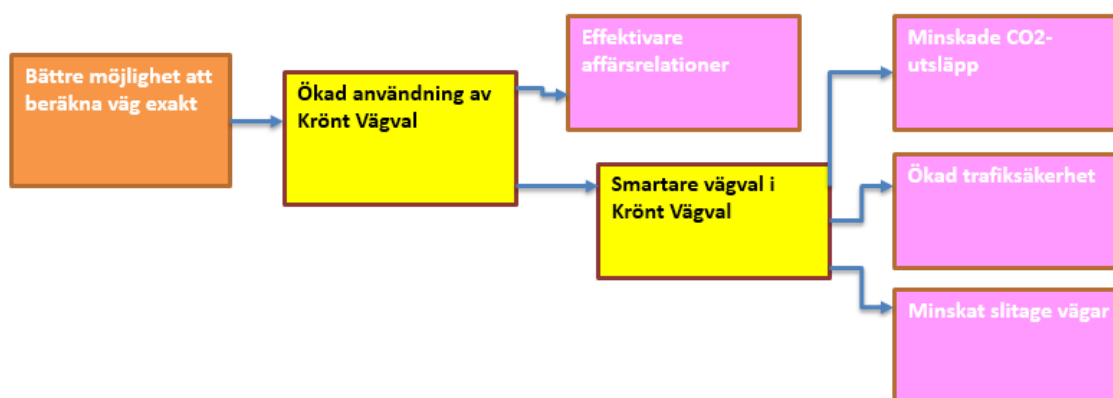 Bättre möjlighet att
beräkna väg exakt
Ökad användning av
Krönt Vägval
Effektivare
affärsrelationer
Smartare vägval i
Krönt Vägval
Minskade CO2-
utsläpp
Ökad trafiksäkerhet
Minskat slitage vägar